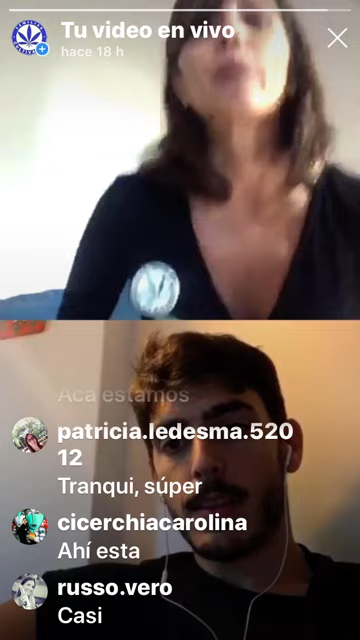 Tu video en vivo
hace 18 h
Acá estamos
patricia.ledesma.520
12
Tranqui, súper
cicerchiacarolina
Ahí esta
russo.vero
Casi